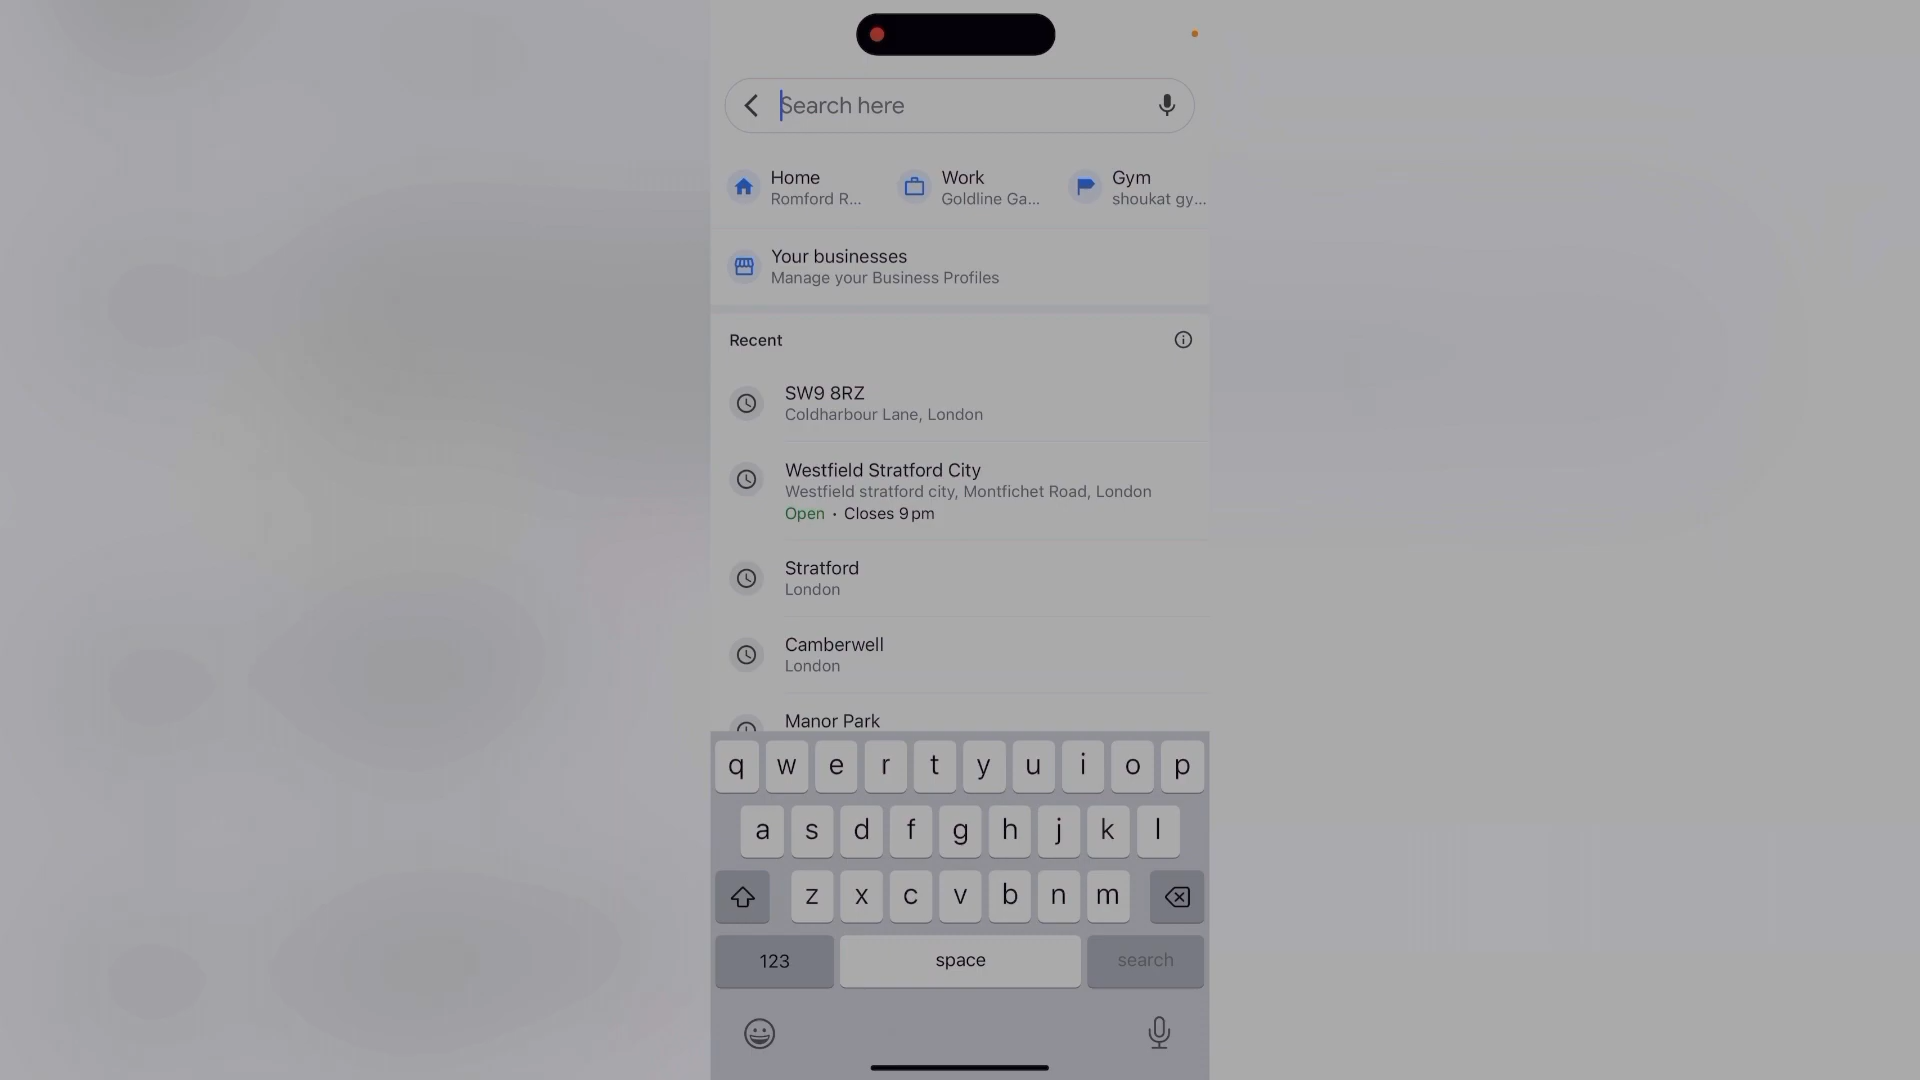 Search here
Home
Romford R...
Work
Goldline Ga...
Gym
shoukat gy...
Your businesses
Manage your Business Profiles
Recent
SW9 8RZ
Coldharbour Lane, London
Westfield Stratford City
Westfield stratford city, Montfichet Road, London
Open · Closes 9 pm
Stratford
London
Camberwell
London
Manor Park
q w e r t y u i o p
a s d f g h j k l
z x c v b n m
123 space search